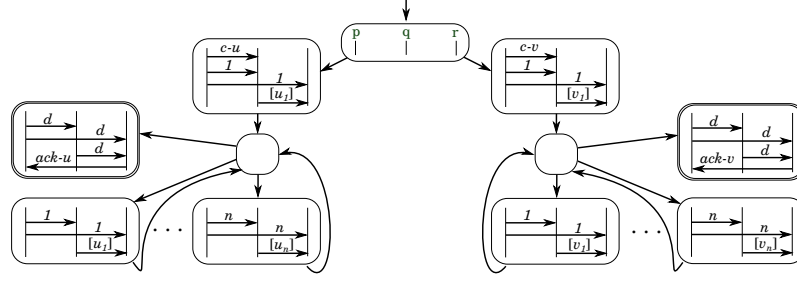 p q r
c-u
1
1
[u₁]
c-v
1
1
[v₁]
d
d
d
ack-u
d
d
d
ack-v
1
1
[u₁]
. . .
n
n
[uₙ]
1
1
[v₁]
. . .
n
n
[vₙ]